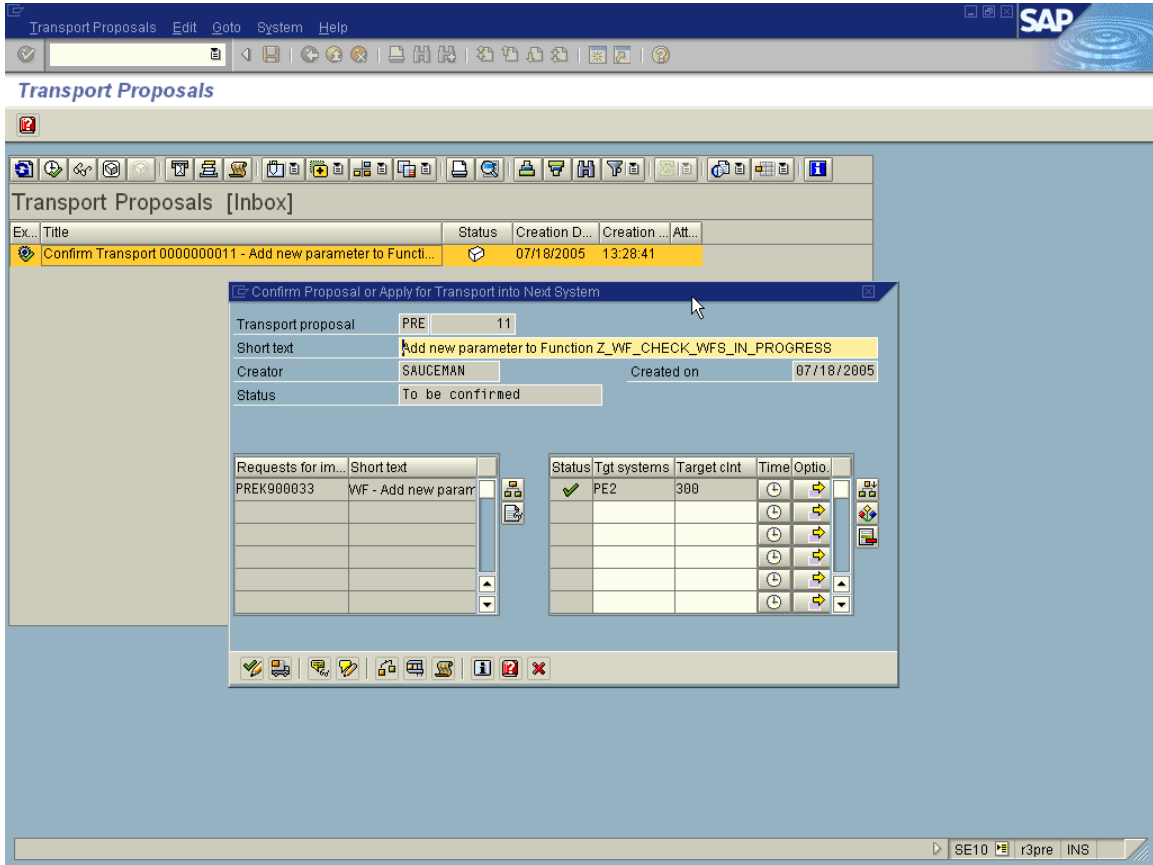 Transport Proposals Edit Goto System Help
SAP
Transport Proposals
Transport Proposals [Inbox]
Ex... Title Status Creation D... Creation ... Att...
Confirm Transport 0000000011 - Add new parameter to Functi... 07/18/2005 13:28:41
Confirm Proposal or Apply for Transport into Next System
Transport proposal PRE 11
Short text Add new parameter to Function Z_WF_CHECK_WFS_IN_PROGRESS
Creator SAUCEMAN Created on 07/18/2005
Status To be confirmed
Requests for im... Short text Status Tgt systems Target clnt Time Optio.
PREK900033 WF - Add new param PE2 300
SE10 r3pre INS